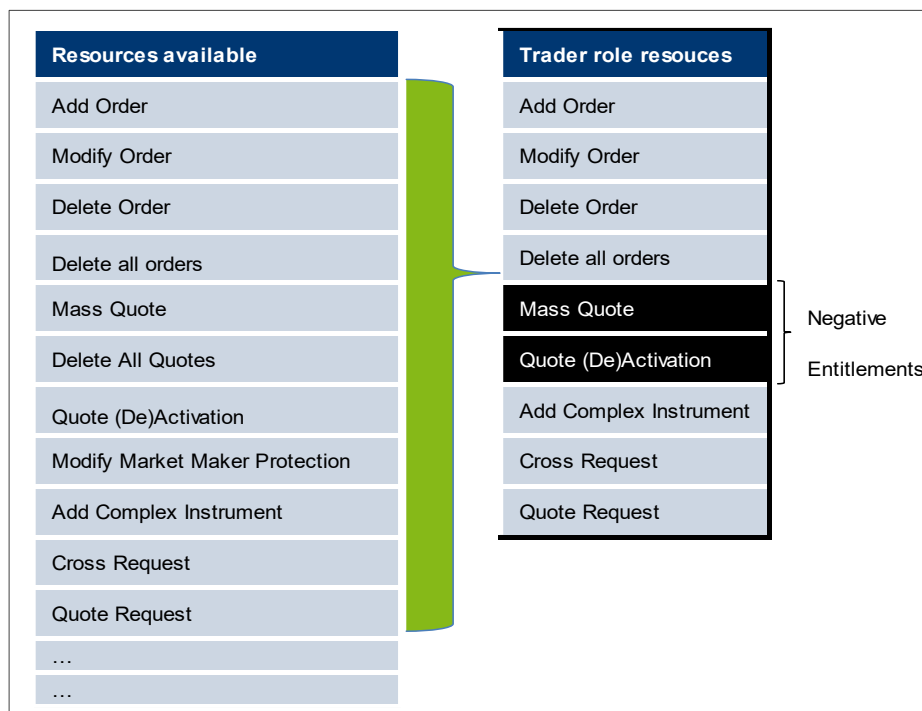 Resources available
Add Order
Modify Order
Delete Order
Delete all orders
Mass Quote
Delete All Quotes
Quote (De)Activation
Modify Market Maker Protection
Add Complex Instrument
Cross Request
Quote Request
…
…
Trader role resouces
Add Order
Modify Order
Delete Order
Delete all orders
Mass Quote
Quote (De)Activation
Add Complex Instrument
Cross Request
Quote Request
Negative
Entitlements